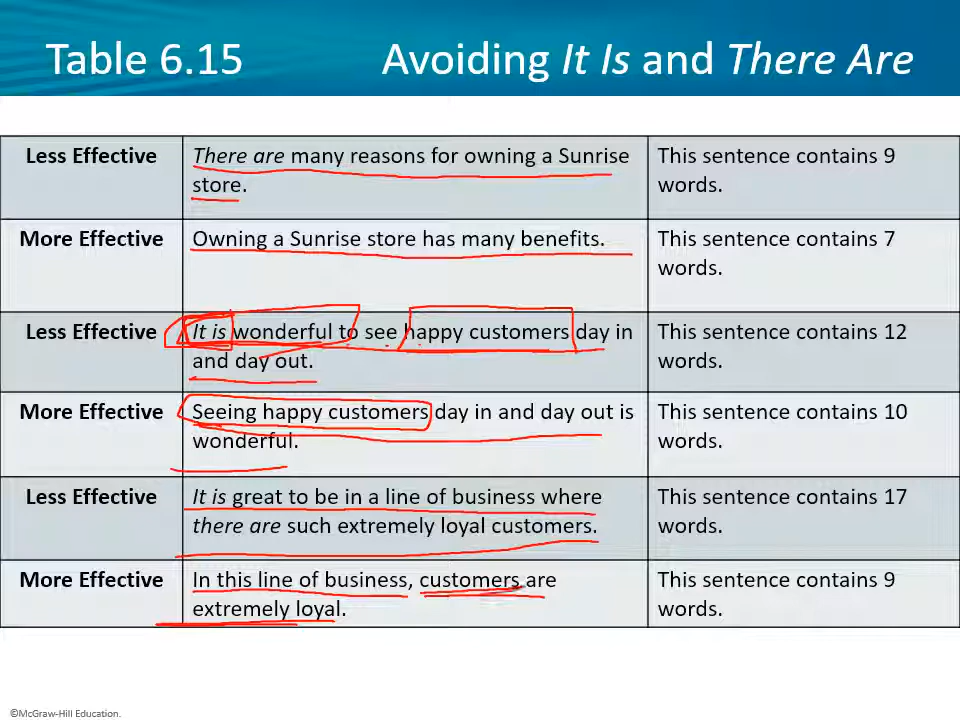 Table 6.15 Avoiding It Is and There Are
Less Effective
There are many reasons for owning a Sunrise
store.
This sentence contains 9
words.
More Effective
Owning a Sunrise store has many benefits.
This sentence contains 7
words.
Less Effective
It is wonderful to see happy customers day in
and day out.
This sentence contains 12
words.
More Effective
Seeing happy customers day in and day out is
wonderful.
This sentence contains 10
words.
Less Effective
It is great to be in a line of business where
there are such extremely loyal customers.
This sentence contains 17
words.
More Effective
In this line of business, customers are
extremely loyal.
This sentence contains 9
words.
©McGraw-Hill Education.